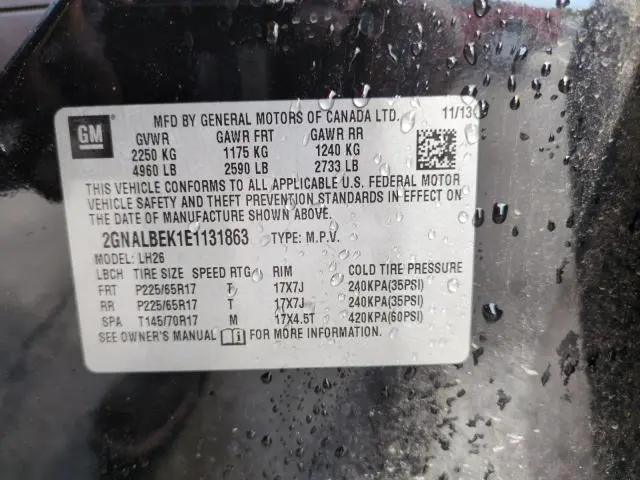 GM
MFD BY GENERAL MOTORS OF CANADA LTD. 11/13
GVWR GAWR FRT GAWR RR
2250 KG 1175 KG 1240 KG
4960 LB 2590 LB 2733 LB
THIS VEHICLE CONFORMS TO ALL APPLICABLE U.S. FEDERAL MOTOR
VEHICLE SAFETY AND THEFT PREVENTION STANDARDS IN EFFECT ON
THE DATE OF MANUFACTURE SHOWN ABOVE.
2GNALBEK1E1131863 TYPE: M.P.V.
MODEL: LH26
LBCH TIRE SIZE SPEED RTG RIM COLD TIRE PRESSURE
FRT P225/65R17 T 17X7J 240KPA(35PSI)
RR P225/65R17 T 17X7J 240KPA(35PSI)
SPA T145/70R17 M 17X4.5T 420KPA(60PSI)
SEE OWNER'S MANUAL FOR MORE INFORMATION.